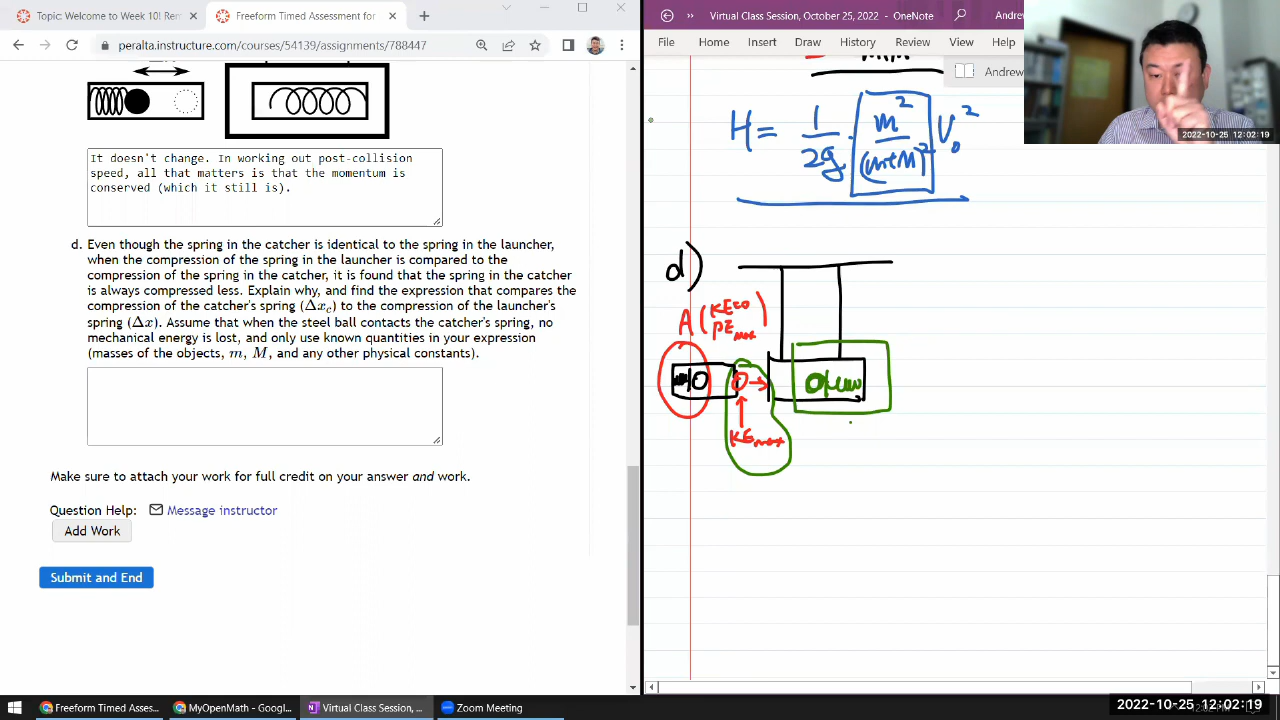 Topic: Welcome to Week 10! Rem
Freeform Timed Assessment for
peralta.instructure.com/courses/54139/assignments/788447
It doesn't change. In working out post-collision
speed, all that matters is that the momentum is
conserved (which it still is).
d. Even though the spring in the catcher is identical to the spring in the launcher,
when the compression of the spring in the launcher is compared to the
compression of the spring in the catcher, it is found that the spring in the catcher
is always compressed less. Explain why, and find the expression that compares the
compression of the catcher's spring (Δx_c) to the compression of the launcher's
spring (Δx). Assume that when the steel ball contacts the catcher's spring, no
mechanical energy is lost, and only use known quantities in your expression
(masses of the objects, m, M, and any other physical constants).
Make sure to attach your work for full credit on your answer and work.
Question Help: Message instructor
Add Work
Submit and End
Virtual Class Session, October 25, 2022 - OneNote
Andrew
File Home Insert Draw History Review View Help
Andrew
H = 1/2g · m²/(m+M)² · V₀²
d)
A (KE=0
PE max)
KE max
2022-10-25 12:02:19
Freeform Timed Asses...
MyOpenMath - Googl...
Virtual Class Session, ...
Zoom Meeting
2022-10-25 12:02:19